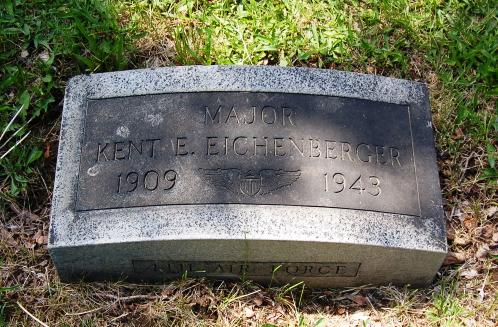 MAJOR
KENT E. EICHENBERGER
1909 1943
AIR FORCE